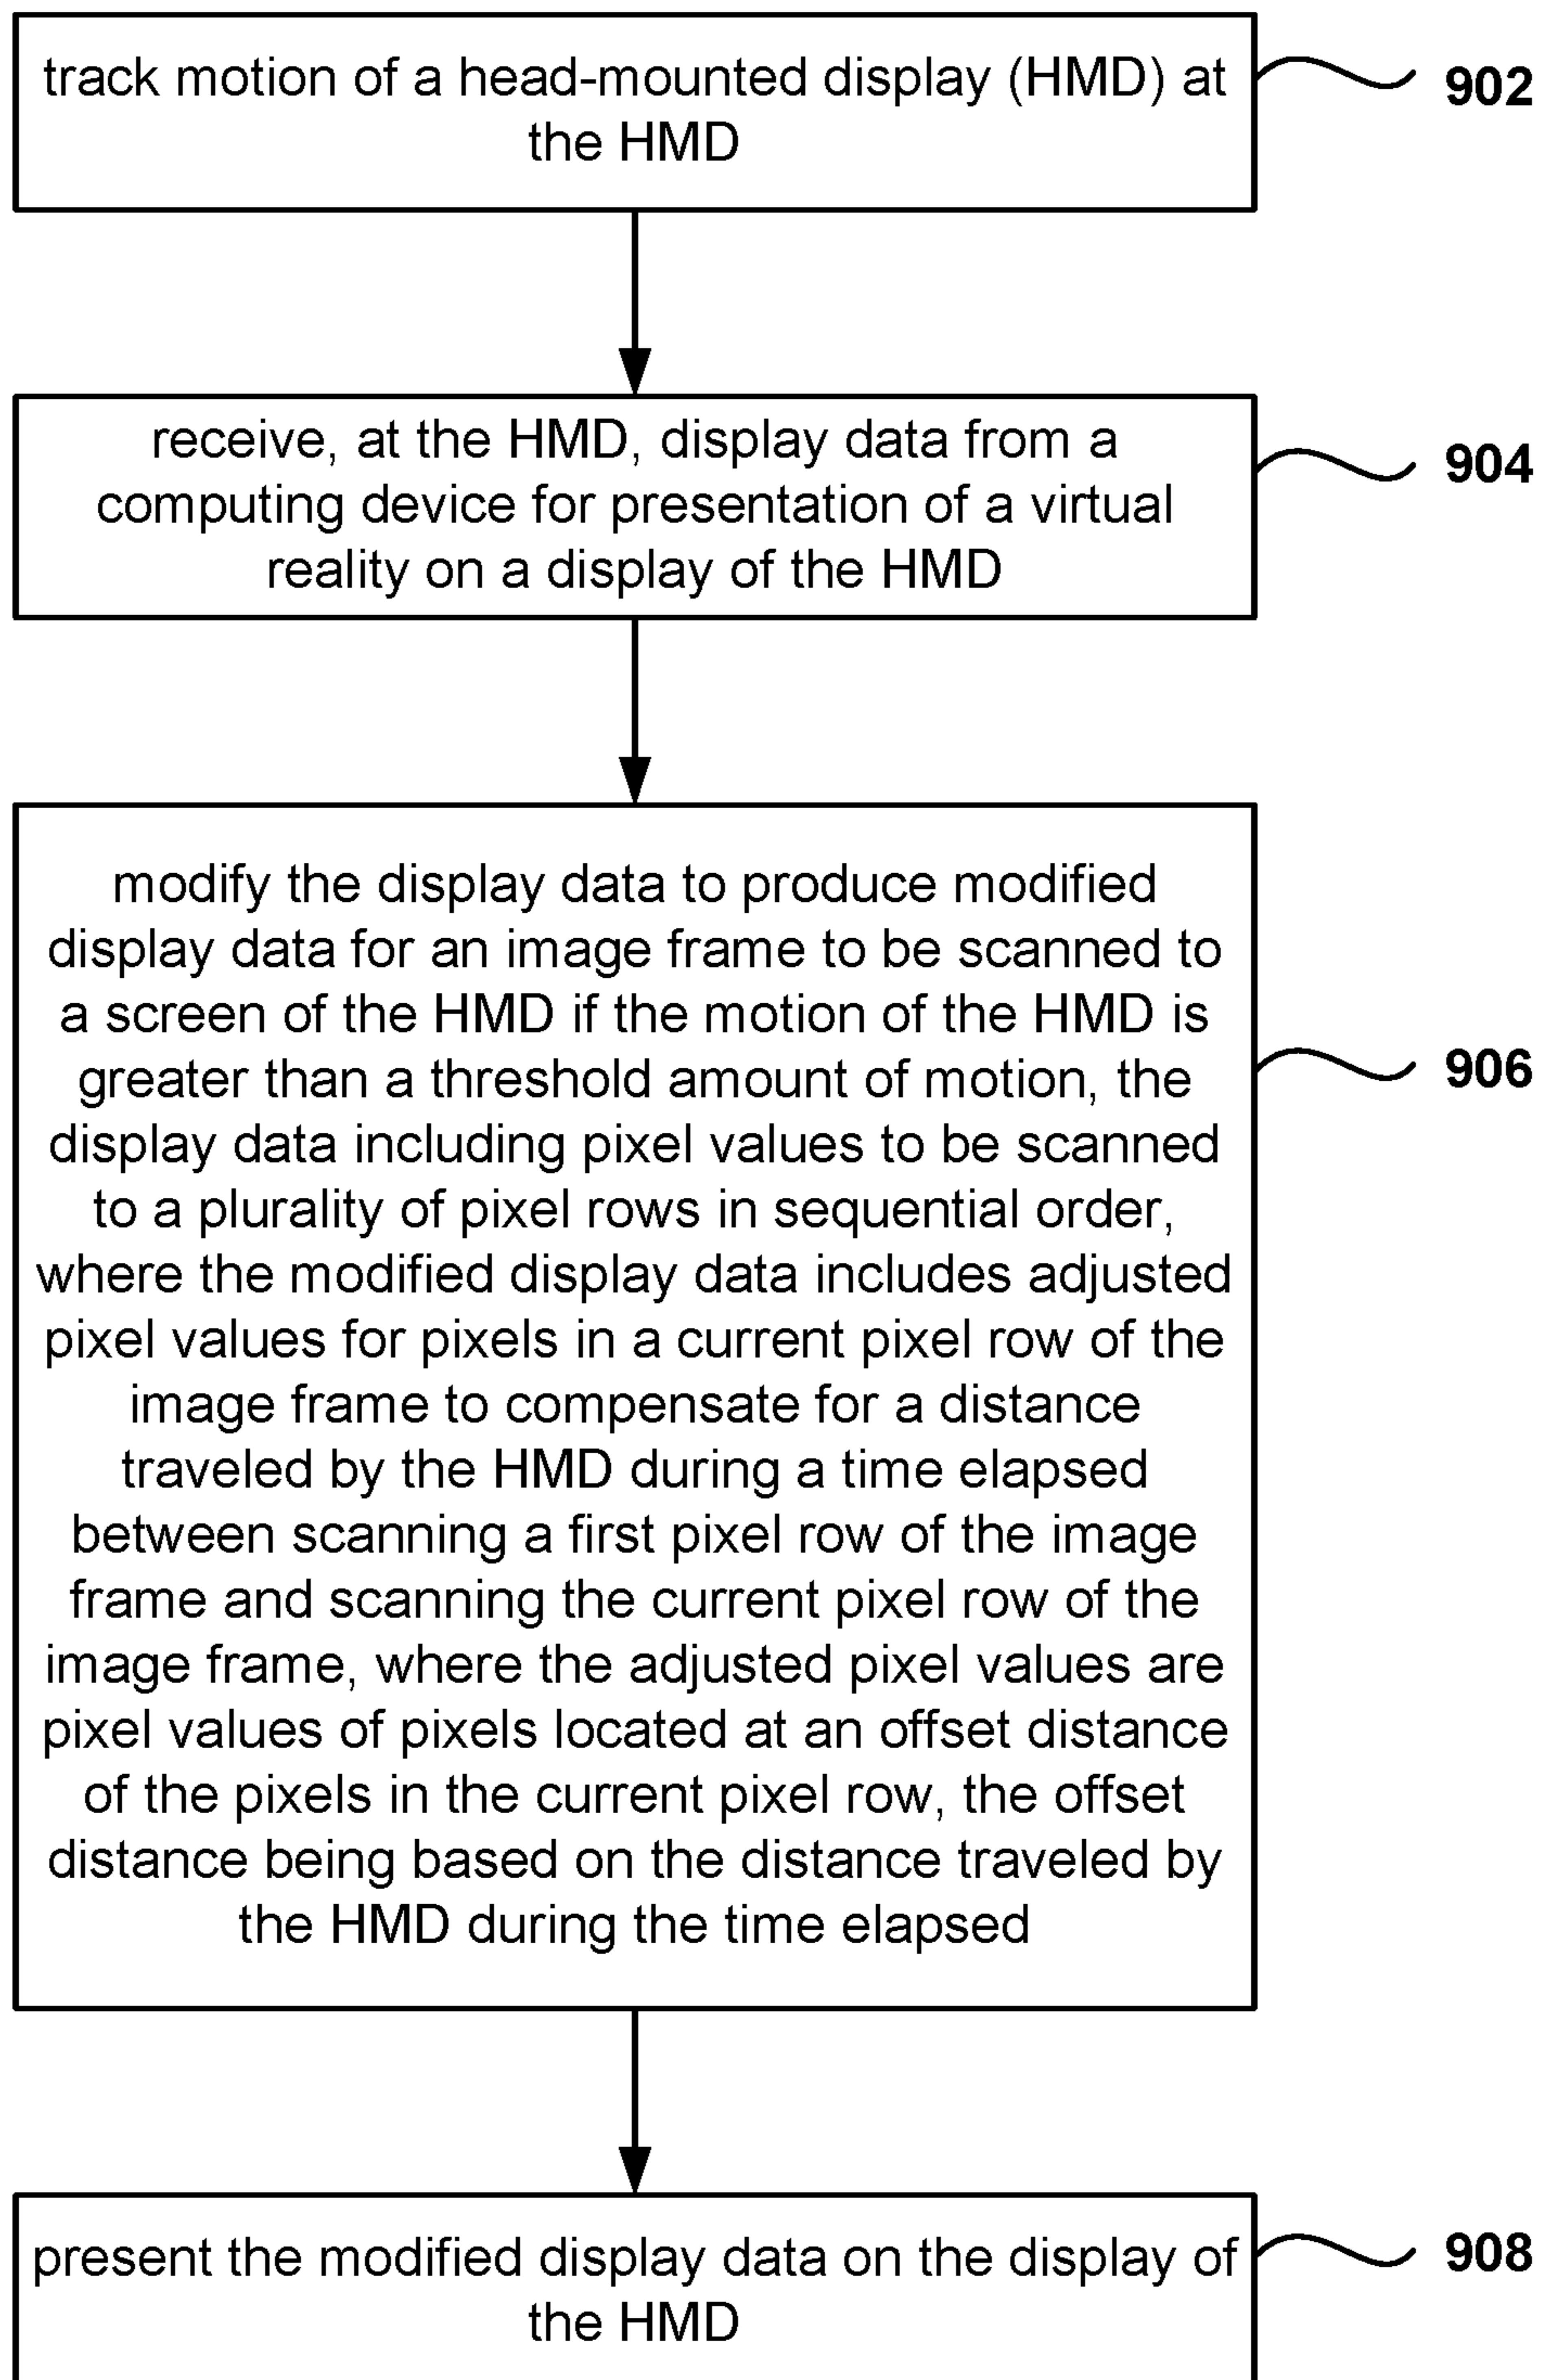 track motion of a head-mounted display (HMD) at
the HMD
902
receive, at the HMD, display data from a
computing device for presentation of a virtual
reality on a display of the HMD
904
modify the display data to produce modified
display data for an image frame to be scanned to
a screen of the HMD if the motion of the HMD is
greater than a threshold amount of motion, the
display data including pixel values to be scanned
to a plurality of pixel rows in sequential order,
where the modified display data includes adjusted
pixel values for pixels in a current pixel row of the
image frame to compensate for a distance
traveled by the HMD during a time elapsed
between scanning a first pixel row of the image
frame and scanning the current pixel row of the
image frame, where the adjusted pixel values are
pixel values of pixels located at an offset distance
of the pixels in the current pixel row, the offset
distance being based on the distance traveled by
the HMD during the time elapsed
906
present the modified display data on the display of
the HMD
908